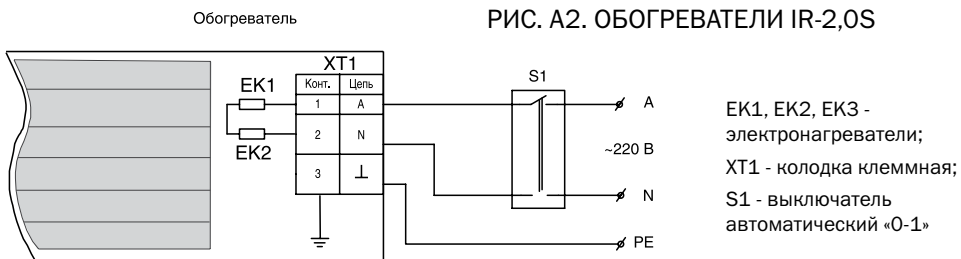 Обогреватель
РИС. А2. ОБОГРЕВАТЕЛИ IR-2,0S
XT1
Конт. Цепь
1 A
2 N
3 ⊥
EK1
EK2
S1
A
~220 В
N
PE
EK1, EK2, EK3 -
электронагреватели;
XT1 - колодка клеммная;
S1 - выключатель
автоматический «0-1»